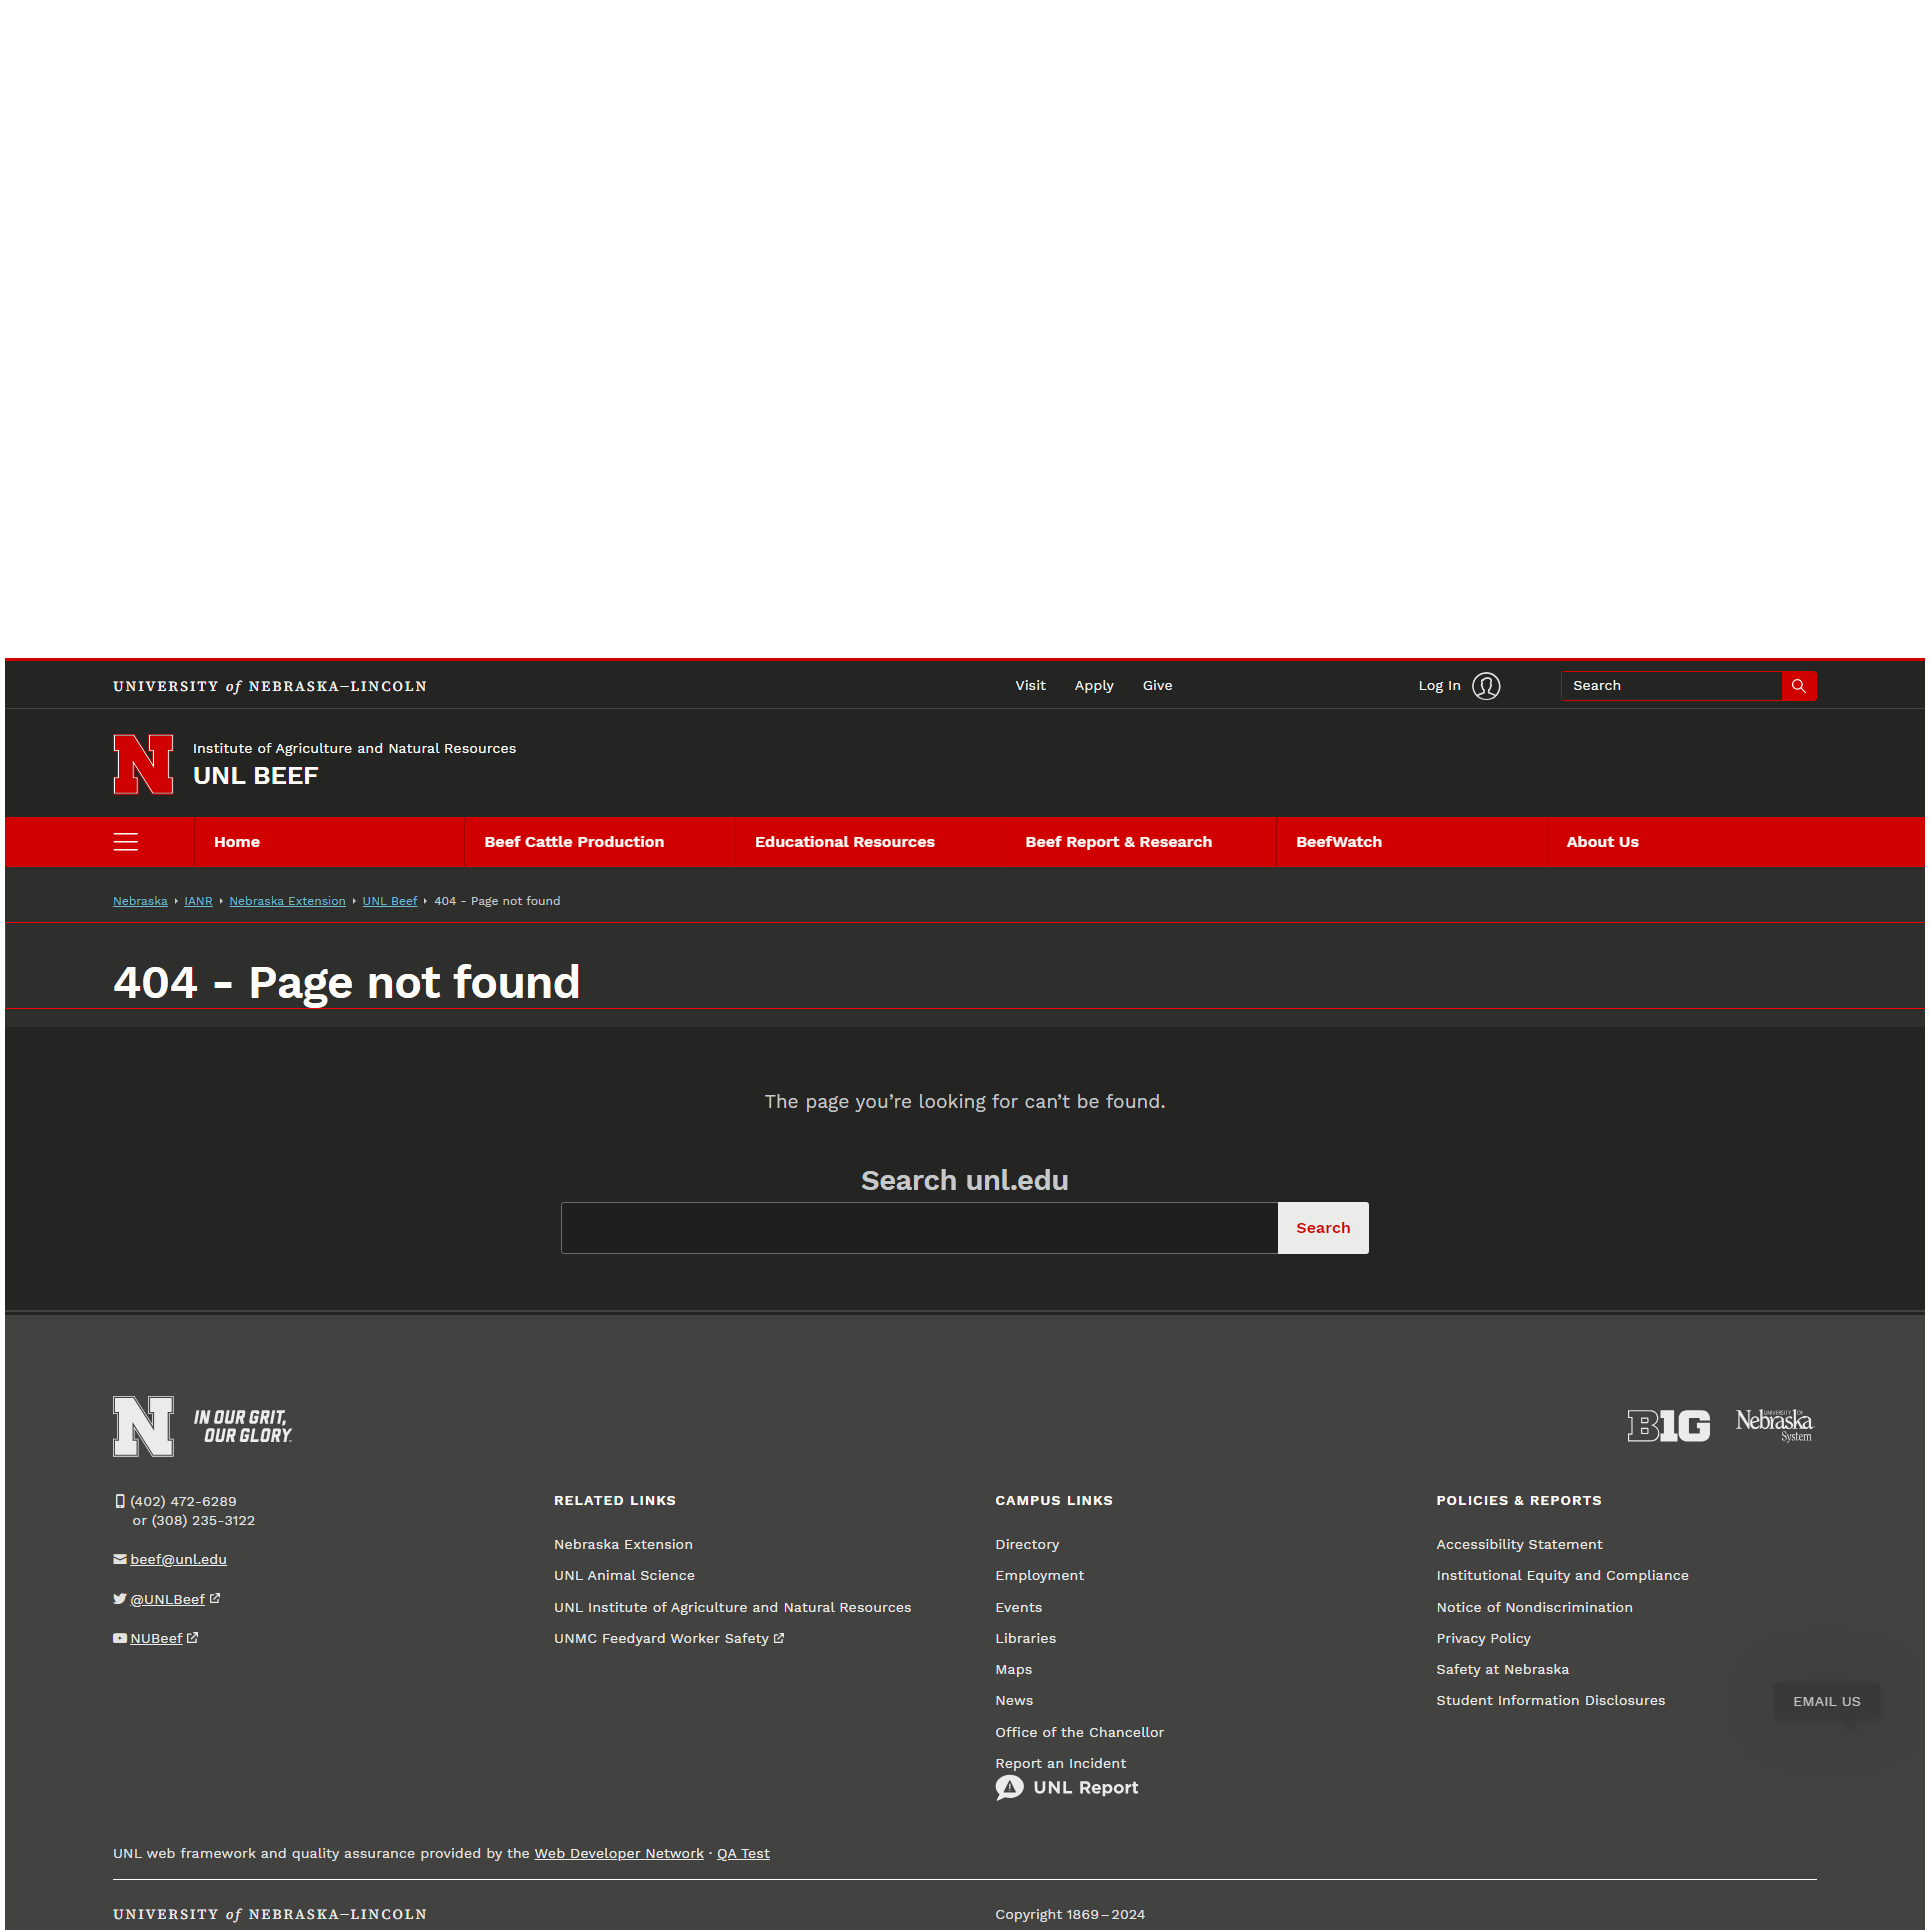 UNIVERSITY of NEBRASKA–LINCOLN
Visit Apply Give
Log In
Search
Institute of Agriculture and Natural Resources
UNL BEEF
Home
Beef Cattle Production
Educational Resources
Beef Report & Research
BeefWatch
About Us
Nebraska IANR Nebraska Extension UNL Beef 404 - Page not found
404 - Page not found
The page you’re looking for can’t be found.
Search unl.edu
Search
IN OUR GRIT,
OUR GLORY.
B1G
UNIVERSITY OF
Nebraska
System
(402) 472-6289
or (308) 235-3122
beef@unl.edu
@UNLBeef
NUBeef
RELATED LINKS
Nebraska Extension
UNL Animal Science
UNL Institute of Agriculture and Natural Resources
UNMC Feedyard Worker Safety
CAMPUS LINKS
Directory
Employment
Events
Libraries
Maps
News
Office of the Chancellor
Report an Incident
UNL Report
POLICIES & REPORTS
Accessibility Statement
Institutional Equity and Compliance
Notice of Nondiscrimination
Privacy Policy
Safety at Nebraska
Student Information Disclosures
EMAIL US
UNL web framework and quality assurance provided by the Web Developer Network · QA Test
UNIVERSITY of NEBRASKA–LINCOLN
Copyright 1869–2024